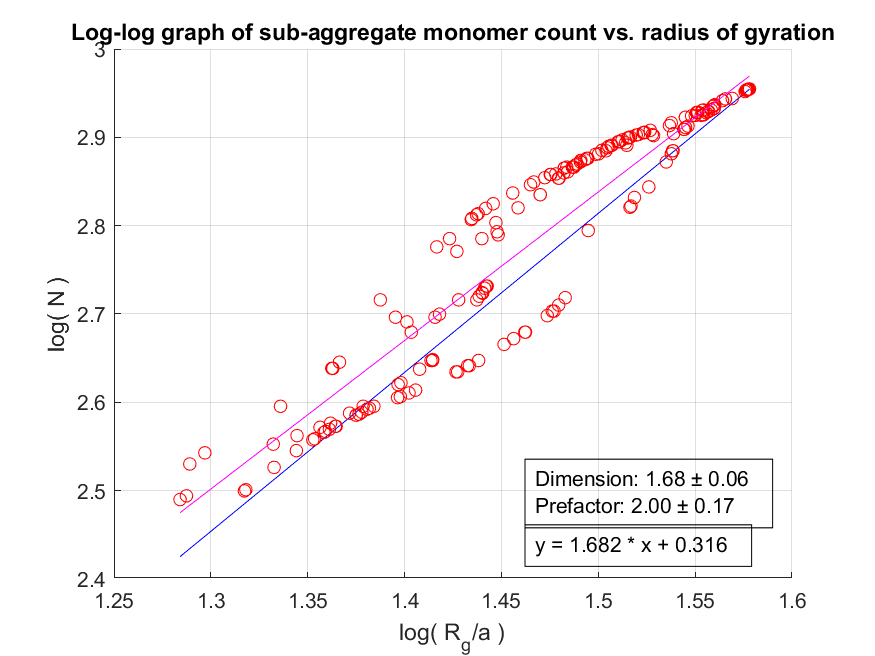 Log-log graph of sub-aggregate monomer count vs. radius of gyration
3
2.9
2.8
2.7
2.6
2.5
2.4
log( N )
Dimension: 1.68 ± 0.06
Prefactor: 2.00 ± 0.17
y = 1.682 * x + 0.316
1.25 1.3 1.35 1.4 1.45 1.5 1.55 1.6
log( Rg/a )